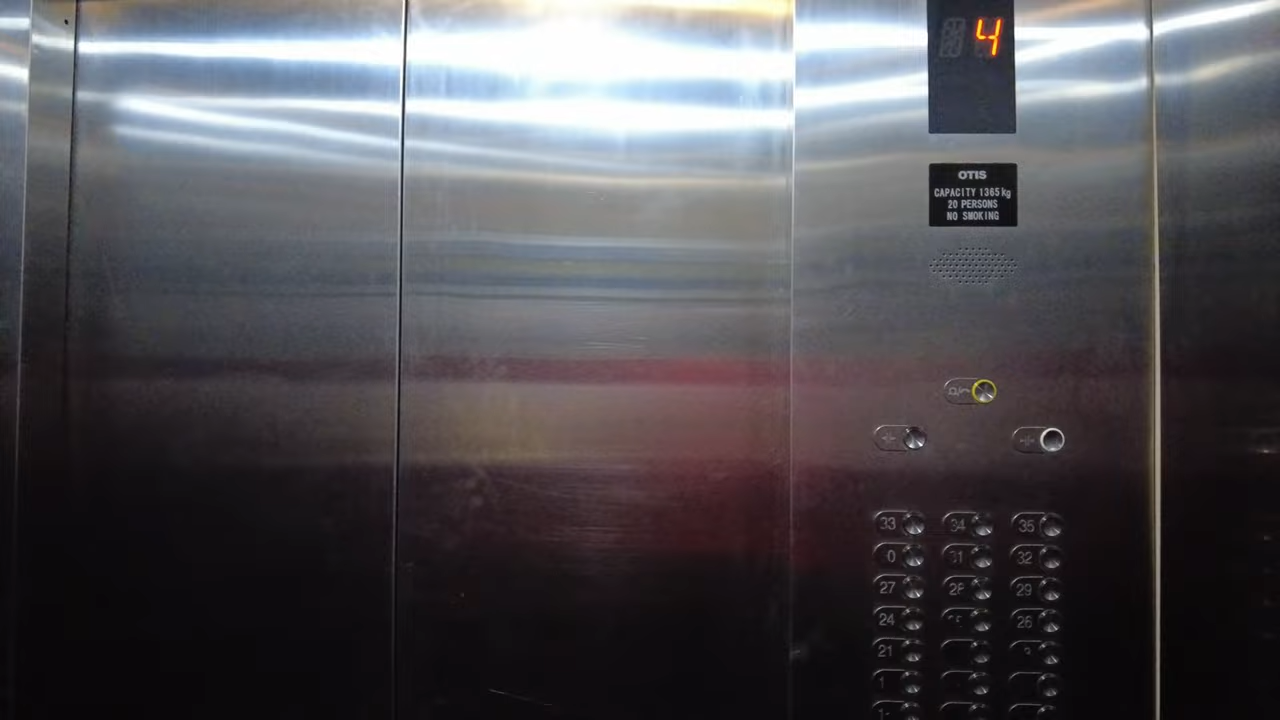 4
OTIS
CAPACITY 1365 kg
20 PERSONS
NO SMOKING
33 34 35
0 31 32
27 28 29
24 26
21